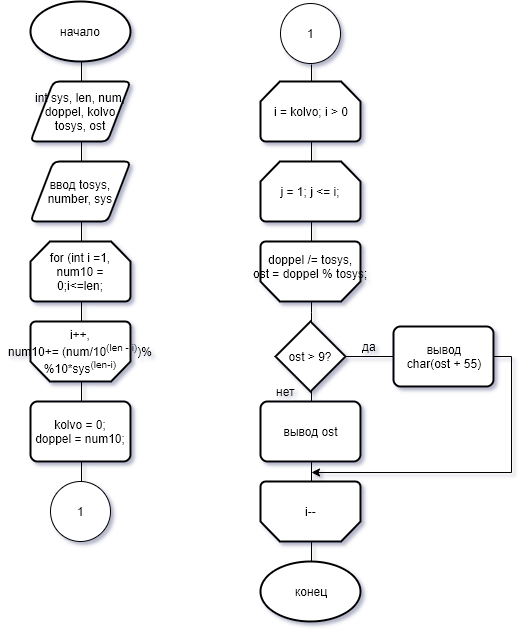 начало
int sys, len, num,
doppel, kolvo
tosys, ost
ввод tosys,
number, sys
for (int i =1,
num10 =
0;i<=len;
i++,
num10+= (num/10^(len - i))%
%10*sys^(len-i)
kolvo = 0;
doppel = num10;
1
1
i = kolvo; i > 0
j = 1; j <= i;
doppel /= tosys,
ost = doppel % tosys;
ost > 9?
да
вывод
char(ost + 55)
нет
вывод ost
i--
конец